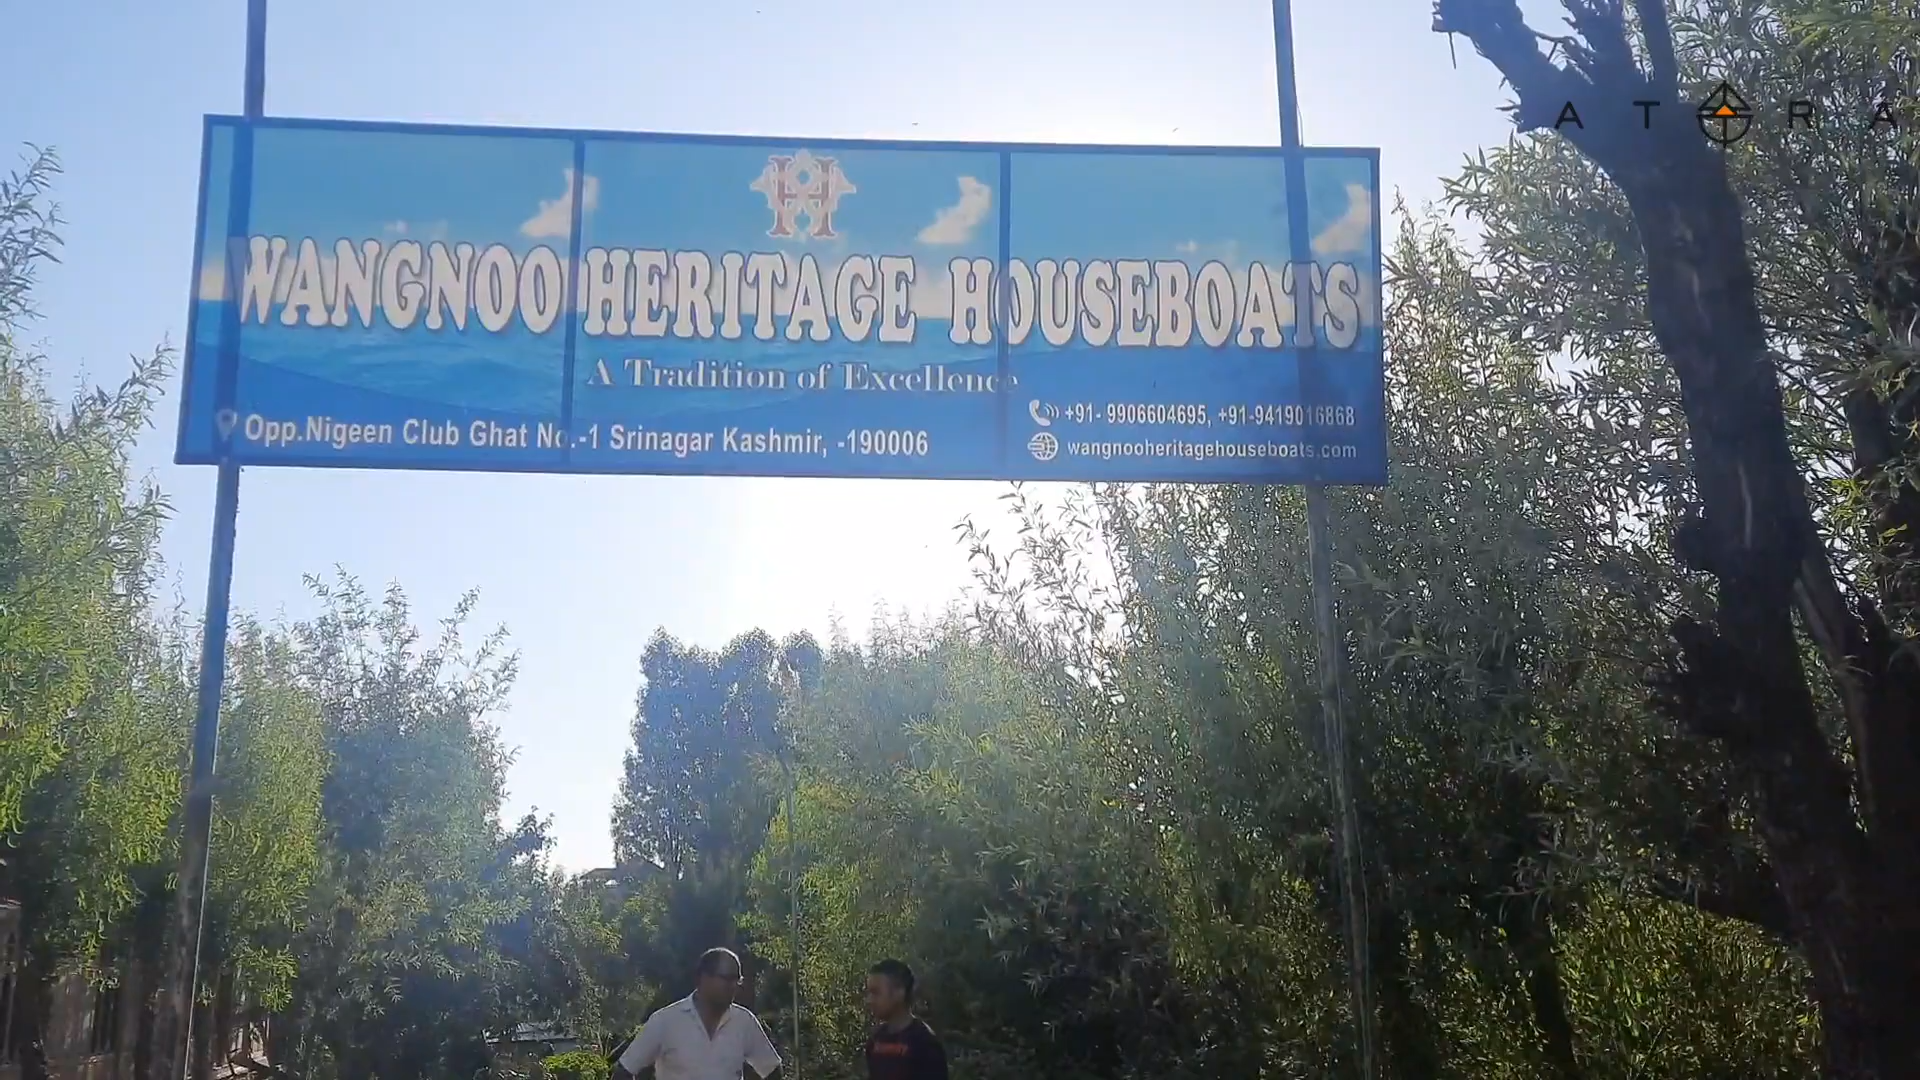 WANGNOO HERITAGE HOUSEBOATS
A Tradition of Excellence
Opp.Nigeen Club Ghat No.-1 Srinagar Kashmir, -190006
+91- 9906604695, +91-9419016868
wangnooheritagehouseboats.com
ATORA